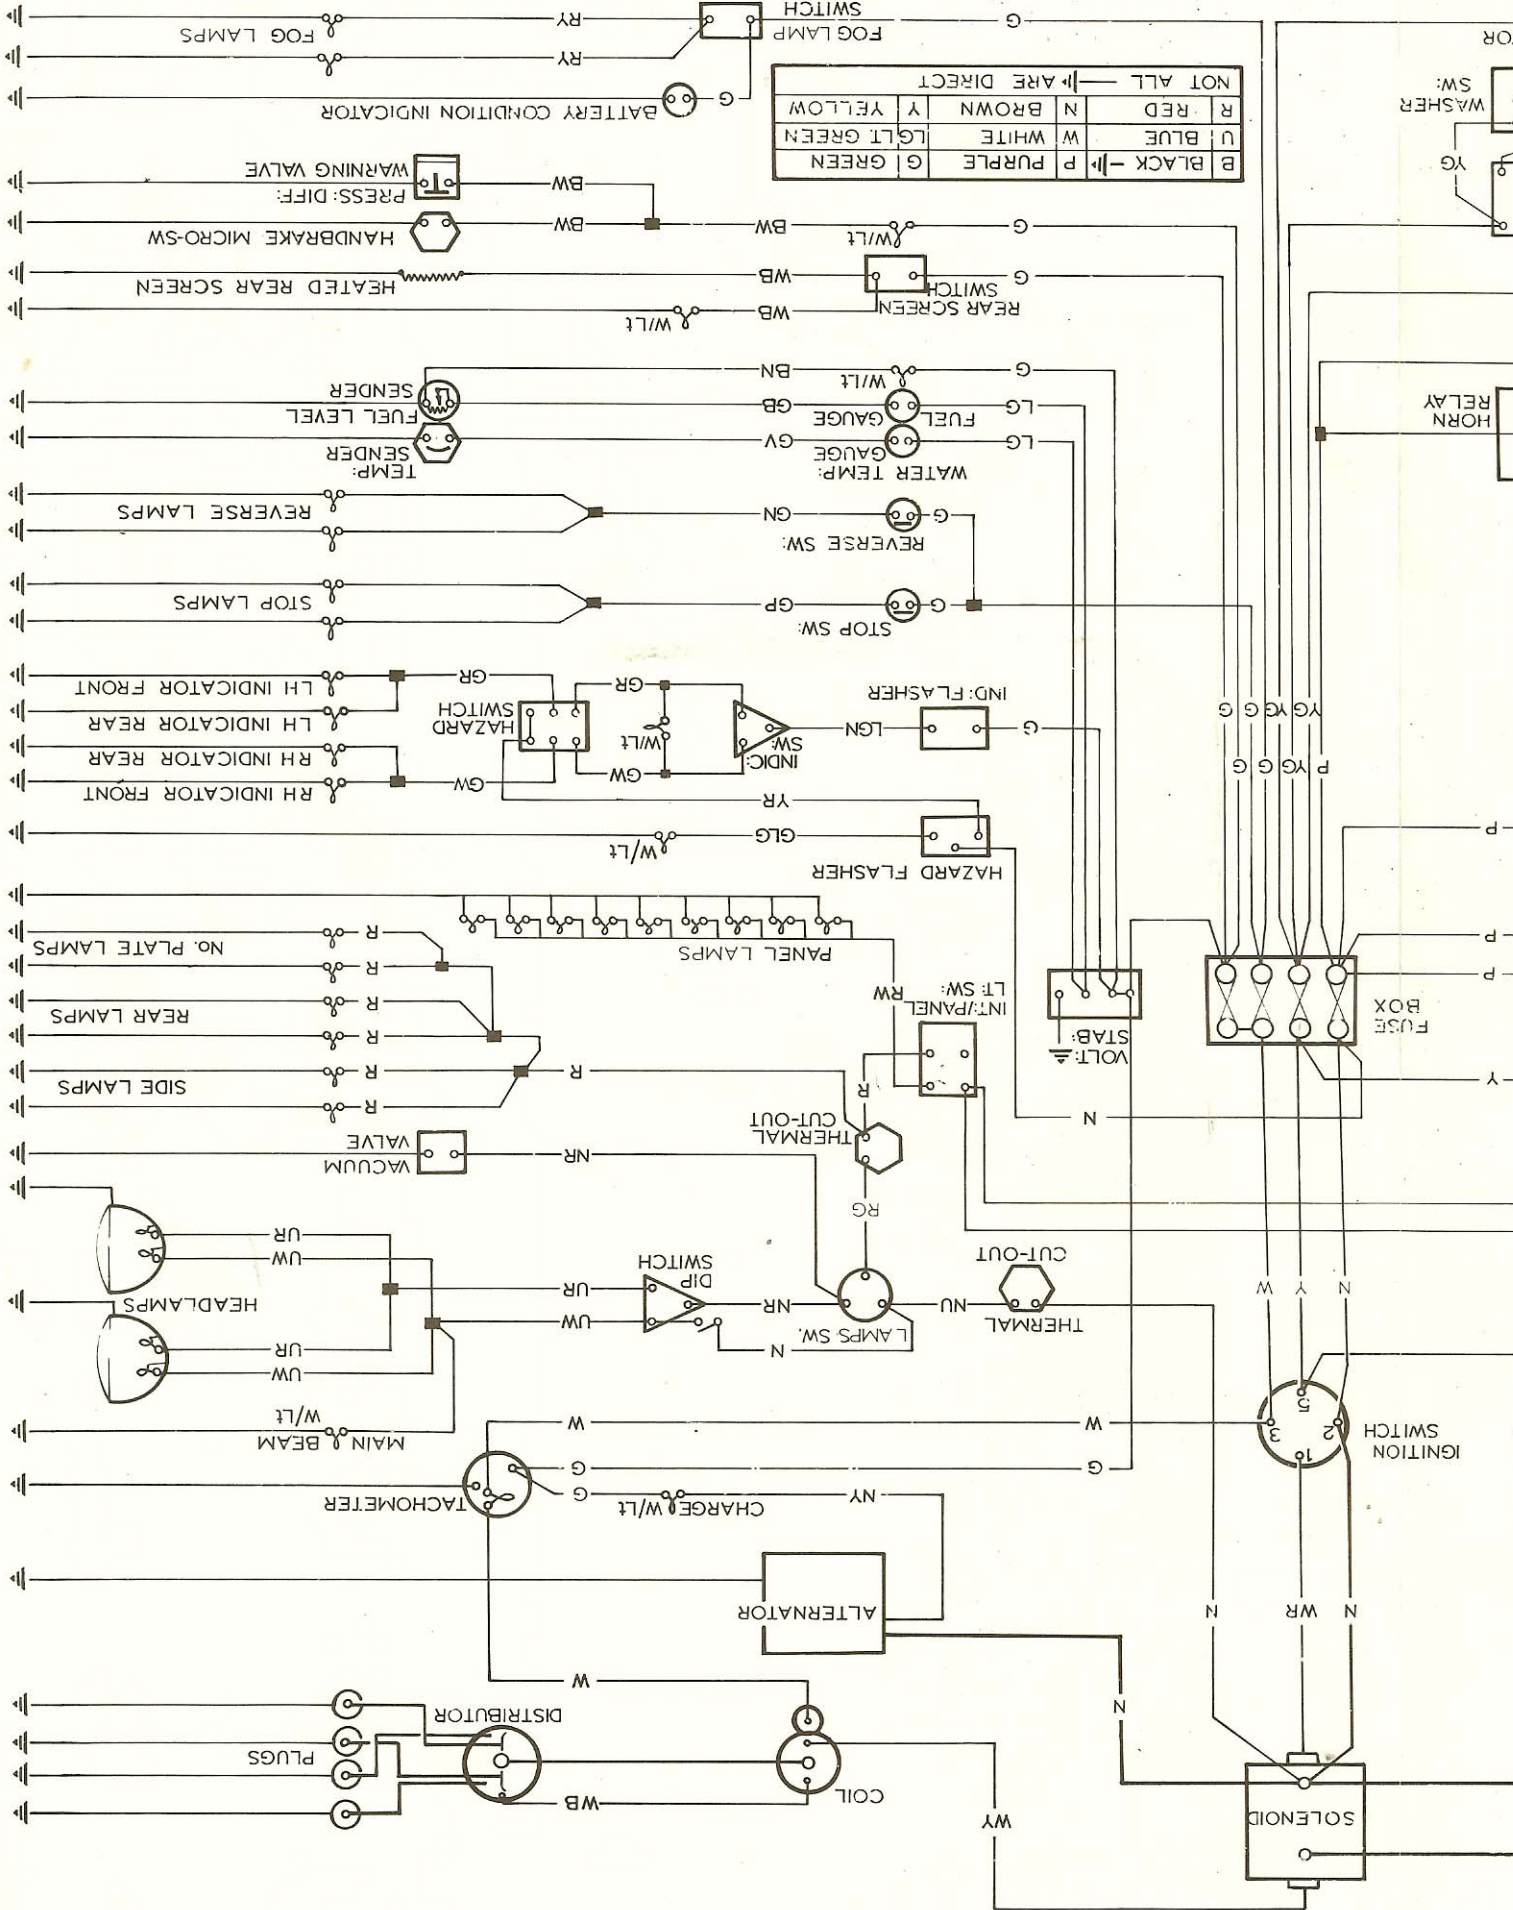 SOLENOID
WY
COIL
WB
PLUGS
DISTRIBUTOR
N
W
N
WR
N
ALTERNATOR
NY
CHARGE W/Lt
G
TACHOMETER
G
G
IGNITION
SWITCH
1
2
3
5
W
W
MAIN BEAM
W/Lt
UW
UR
N
LAMPS SW.
THERMAL
CUT-OUT
NU
NR
DIP
SWITCH
UW
UR
HEADLAMPS
N
Y
W
UW
UR
RG
NR
VACUUM
VALVE
THERMAL
CUT-OUT
N
R
R
R
SIDE LAMPS
R
Y
VOLT:
STAB:
FUSE
BOX
INT:/PANEL
LT: SW:
RW
R
REAR LAMPS
R
P
P
PANEL LAMPS
R
No. PLATE LAMPS
R
HAZARD FLASHER
GLG
W/Lt
P
YR
RH INDICATOR FRONT
GW
GW
P
YG
G
G
RH INDICATOR REAR
INDIC:
SW:
W/Lt
HAZARD
SWITCH
G
LGN
IND: FLASHER
LH INDICATOR REAR
YG
YG
G
G
GR
GR
LH INDICATOR FRONT
STOP SW:
G
GP
STOP LAMPS
REVERSE SW:
G
GN
REVERSE LAMPS
WATER TEMP:
GAUGE
LG
GV
TEMP:
SENDER
HORN
RELAY
FUEL
GAUGE
LG
GB
FUEL LEVEL
SENDER
G
W/Lt
BN
REAR SCREEN
SWITCH
WB
W/Lt
G
WB
HEATED REAR SCREEN
G
W/Lt
BW
BW
HANDBRAKE MICRO-SW
BW
PRESS: DIFF:
WARNING VALVE
YG
B BLACK P PURPLE G GREEN
U BLUE W WHITE LG LT. GREEN
R RED N BROWN Y YELLOW
NOT ALL ARE DIRECT
WASHER
SW:
G
BATTERY CONDITION INDICATOR
OR
RY
FOG LAMP
SWITCH
G
RY
FOG LAMPS